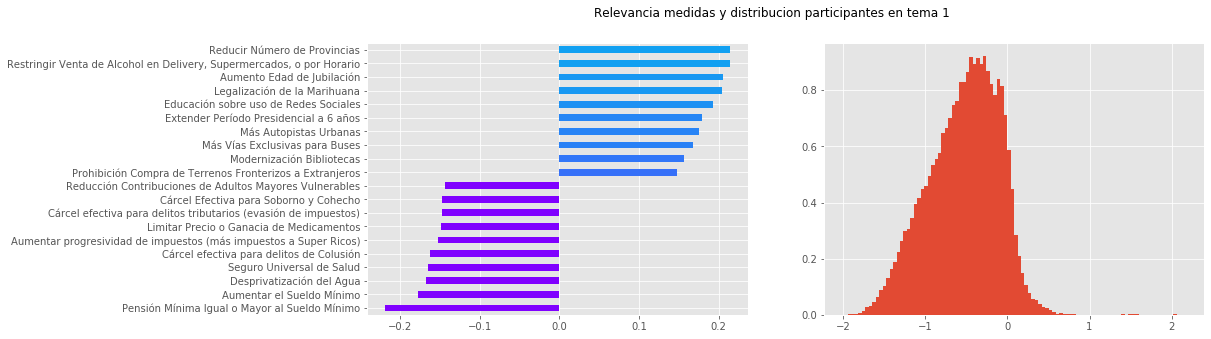 Relevancia medidas y distribucion participantes en tema 1
Reducir Número de Provincias
Restringir Venta de Alcohol en Delivery, Supermercados, o por Horario
Aumento Edad de Jubilación
Legalización de la Marihuana
Educación sobre uso de Redes Sociales
Extender Período Presidencial a 6 años
Más Autopistas Urbanas
Más Vías Exclusivas para Buses
Modernización Bibliotecas
Prohibición Compra de Terrenos Fronterizos a Extranjeros
Reducción Contribuciones de Adultos Mayores Vulnerables
Cárcel Efectiva para Soborno y Cohecho
Cárcel efectiva para delitos tributarios (evasión de impuestos)
Limitar Precio o Ganacia de Medicamentos
Aumentar progresividad de impuestos (más impuestos a Super Ricos)
Cárcel efectiva para delitos de Colusión
Seguro Universal de Salud
Desprivatización del Agua
Aumentar el Sueldo Mínimo
Pensión Mínima Igual o Mayor al Sueldo Mínimo
−0.2 −0.1 0.0 0.1 0.2
0.8
0.6
0.4
0.2
0.0
−2 −1 0 1 2